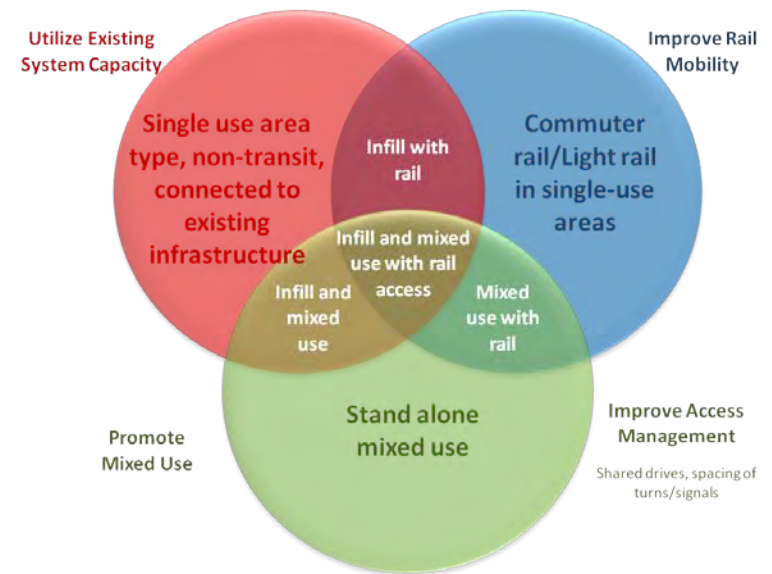 Utilize Existing
System Capacity
Improve Rail
Mobility
Single use area
type, non-transit,
connected to
existing
infrastructure
Infill with
rail
Commuter
rail/Light rail
in single-use
areas
Infill and mixed
use with rail
access
Infill and
mixed
use
Mixed
use with
rail
Stand alone
mixed use
Promote
Mixed Use
Improve Access
Management
Shared drives, spacing of
turns/signals